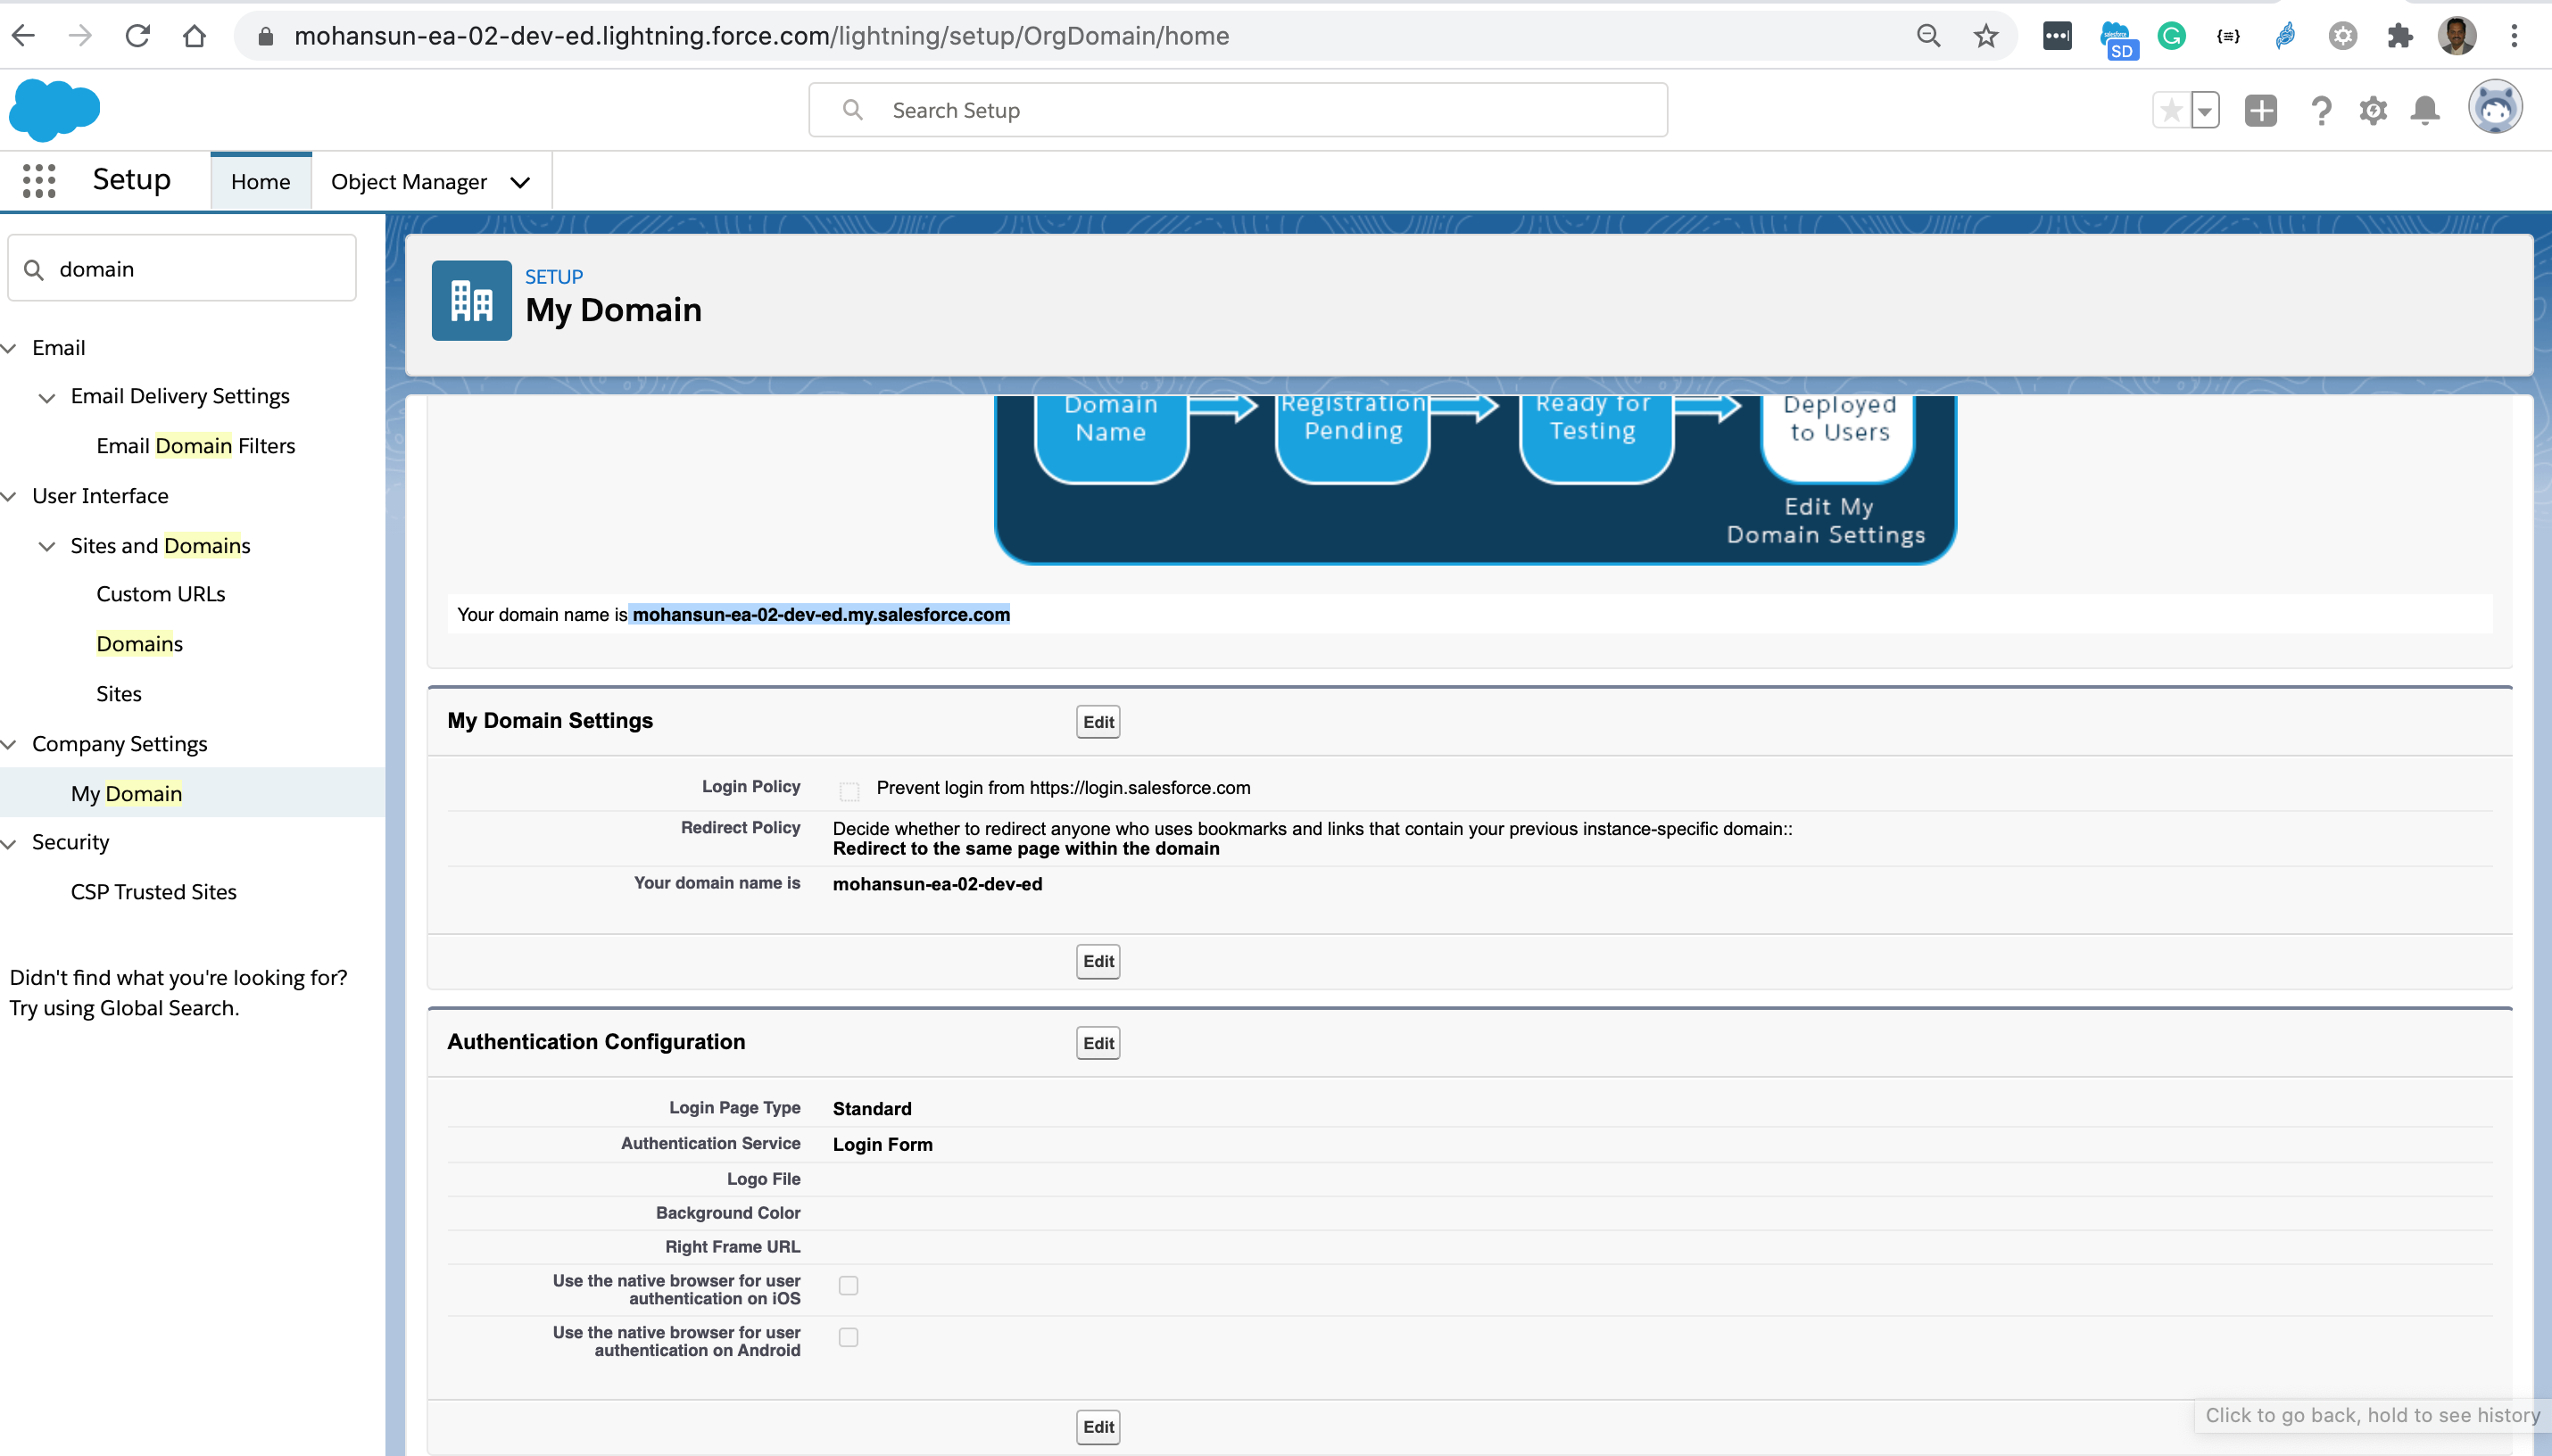 mohansun-ea-02-dev-ed.lightning.force.com/lightning/setup/OrgDomain/home
SD
Search Setup
Setup
Home
Object Manager
domain
Email
Email Delivery Settings
Email Domain Filters
User Interface
Sites and Domains
Custom URLs
Domains
Sites
Company Settings
My Domain
Security
CSP Trusted Sites
Didn't find what you're looking for?
Try using Global Search.
SETUP
My Domain
Domain
Name
Registration
Pending
Ready for
Testing
Deployed
to Users
Edit My
Domain Settings
Your domain name is mohansun-ea-02-dev-ed.my.salesforce.com
My Domain Settings
Edit
Login Policy
Prevent login from https://login.salesforce.com
Redirect Policy
Decide whether to redirect anyone who uses bookmarks and links that contain your previous instance-specific domain::
Redirect to the same page within the domain
Your domain name is
mohansun-ea-02-dev-ed
Edit
Authentication Configuration
Edit
Login Page Type
Standard
Authentication Service
Login Form
Logo File
Background Color
Right Frame URL
Use the native browser for user
authentication on iOS
Use the native browser for user
authentication on Android
Edit
Click to go back, hold to see history